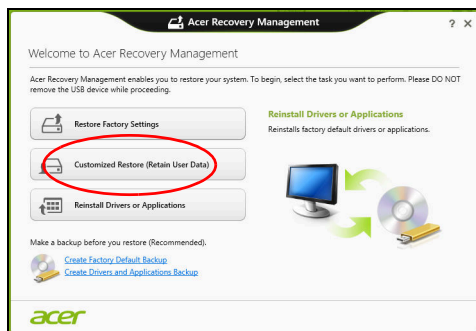 Acer Recovery Management
? X
Welcome to Acer Recovery Management
Acer Recovery Management enables you to restore your system. To begin, select the task you want to perform. Please DO NOT
remove the USB device while proceeding.
Restore Factory Settings
Customized Restore (Retain User Data)
Reinstall Drivers or Applications
Reinstall Drivers or Applications
Reinstalls factory default drivers or applications.
Make a backup before you restore (Recommended).
Create Factory Default Backup
Create Drivers and Applications Backup
acer